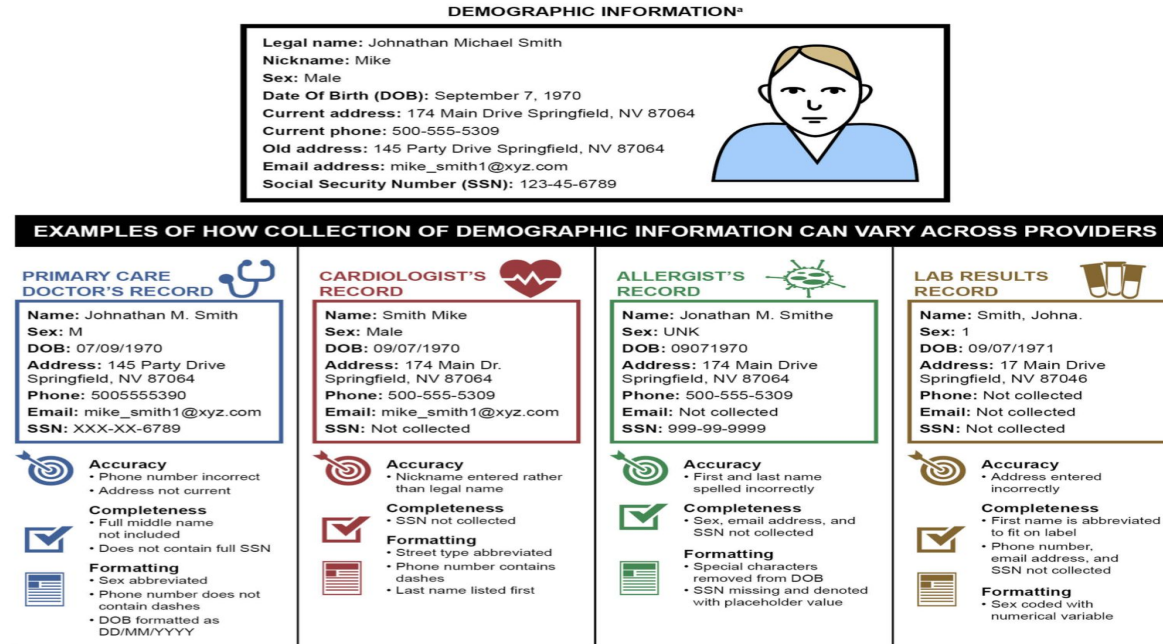 DEMOGRAPHIC INFORMATIONª
Legal name: Johnathan Michael Smith
Nickname: Mike
Sex: Male
Date Of Birth (DOB): September 7, 1970
Current address: 174 Main Drive Springfield, NV 87064
Current phone: 500-555-5309
Old address: 145 Party Drive Springfield, NV 87064
Email address: mike_smith1@xyz.com
Social Security Number (SSN): 123-45-6789
EXAMPLES OF HOW COLLECTION OF DEMOGRAPHIC INFORMATION CAN VARY ACROSS PROVIDERS
PRIMARY CARE
DOCTOR'S RECORD
Name: Johnathan M. Smith
Sex: M
DOB: 07/09/1970
Address: 145 Party Drive
Springfield, NV 87064
Phone: 5005555390
Email: mike_smith1@xyz.com
SSN: XXX-XX-6789
Accuracy
• Phone number incorrect
• Address not current
Completeness
• Full middle name
not included
• Does not contain full SSN
Formatting
• Sex abbreviated
• Phone number does not
contain dashes
• DOB formatted as
DD/MM/YYYY
CARDIOLOGIST'S
RECORD
Name: Smith Mike
Sex: Male
DOB: 09/07/1970
Address: 174 Main Dr.
Springfield, NV 87064
Phone: 500-555-5309
Email: mike_smith1@xyz.com
SSN: Not collected
Accuracy
• Nickname entered rather
than legal name
Completeness
• SSN not collected
Formatting
• Street type abbreviated
• Phone number contains
dashes
• Last name listed first
ALLERGIST'S
RECORD
Name: Jonathan M. Smithe
Sex: UNK
DOB: 09071970
Address: 174 Main Drive
Springfield, NV 87064
Phone: 500-555-5309
Email: Not collected
SSN: 999-99-9999
Accuracy
• First and last name
spelled incorrectly
Completeness
• Sex, email address, and
SSN not collected
Formatting
• Special characters
removed from DOB
• SSN missing and denoted
with placeholder value
LAB RESULTS
RECORD
Name: Smith, Johna.
Sex: 1
DOB: 09/07/1971
Address: 17 Main Drive
Springfield, NV 87046
Phone: Not collected
Email: Not collected
SSN: Not collected
Accuracy
• Address entered
incorrectly
Completeness
• First name is abbreviated
to fit on label
• Phone number,
email address, and
SSN not collected
Formatting
• Sex coded with
numerical variable